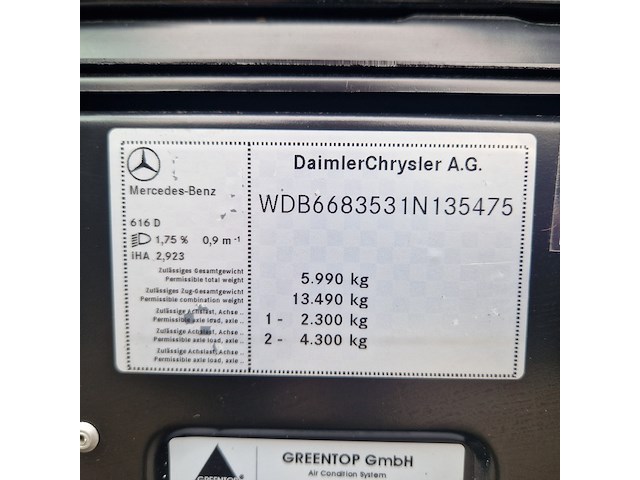 Mercedes-Benz
616 D
1,75 % 0,9 m⁻¹
IHA 2,923
Zulässiges Gesamtgewicht
Permissible total weight
Zulässiges Zug-Gesamtgewicht
Permissible combination weight
Zulässige Achslast, Achse ..
Permissible axle load, axle ..
Zulässige Achslast, Achse ..
Permissible axle load, axle ..
Zulässige Achslast, Achse ..
Permissible axle load, axle ..
DaimlerChrysler A.G.
WDB6683531N135475
5.990 kg
13.490 kg
1 - 2.300 kg
2 - 4.300 kg
GREENTOP®
GREENTOP GmbH
Air Condition System